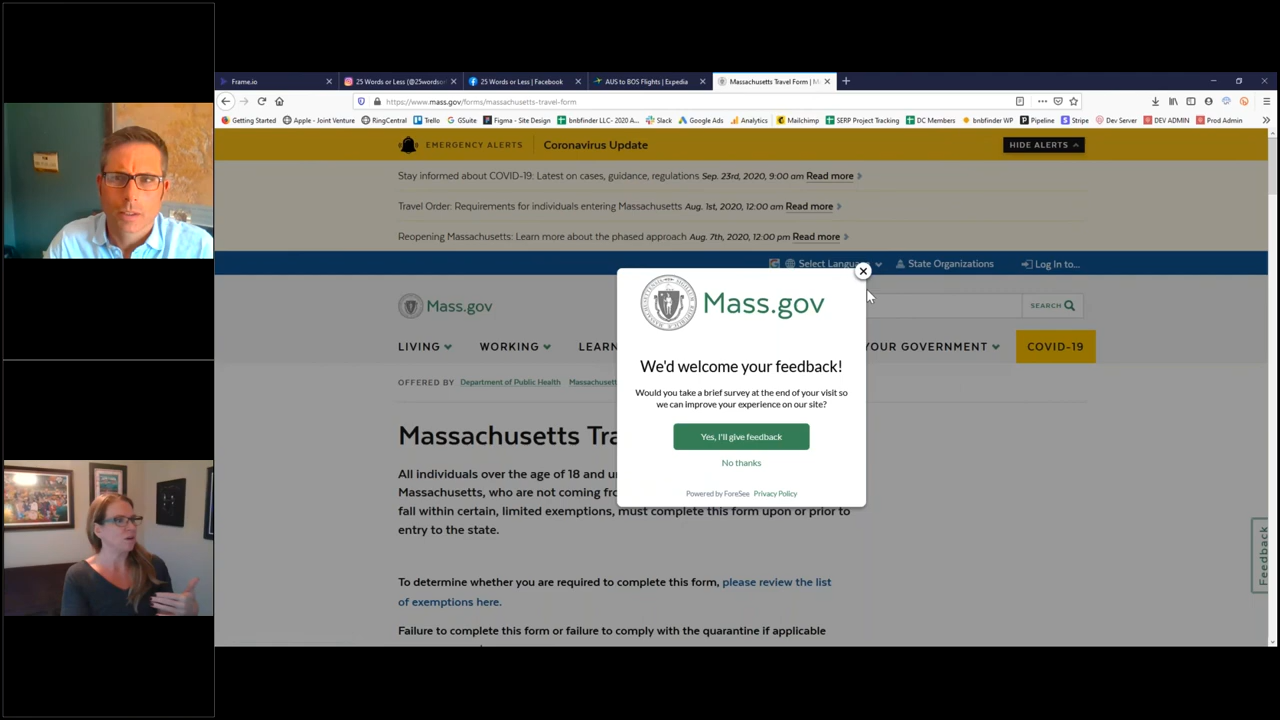 Frame.io
25 Words or Less (@25wordsor
25 Words or Less | Facebook
AUS to BOS Flights | Expedia
Massachusetts Travel Form | M
https://www.mass.gov/forms/massachusetts-travel-form
Getting Started Apple - Joint Venture RingCentral Trello GSuite Figma - Site Design bnbfinder LLC- 2020 A... Slack Google Ads Analytics Mailchimp SERP Project Tracking DC Members bnbfinder WP Pipeline Stripe Dev Server DEV ADMIN Prod Admin
EMERGENCY ALERTS Coronavirus Update HIDE ALERTS
Stay informed about COVID-19: Latest on cases, guidance, regulations Sep. 23rd, 2020, 9:00 am Read more
Travel Order: Requirements for individuals entering Massachusetts Aug. 1st, 2020, 12:00 am Read more
Reopening Massachusetts: Learn more about the phased approach Aug. 7th, 2020, 12:00 pm Read more
Select Langu State Organizations Log In to...
Mass.gov SEARCH
LIVING WORKING LEARN YOUR GOVERNMENT COVID-19
OFFERED BY Department of Public Health Massachuset
Massachusetts Tra
All individuals over the age of 18 and u
Massachusetts, who are not coming fro
fall within certain, limited exemptions, must complete this form upon or prior to
entry to the state.
To determine whether you are required to complete this form, please review the list
of exemptions here.
Failure to complete this form or failure to comply with the quarantine if applicable
Mass.gov
We'd welcome your feedback!
Would you take a brief survey at the end of your visit so
we can improve your experience on our site?
Yes, I'll give feedback
No thanks
Powered by ForeSee Privacy Policy
Feedback